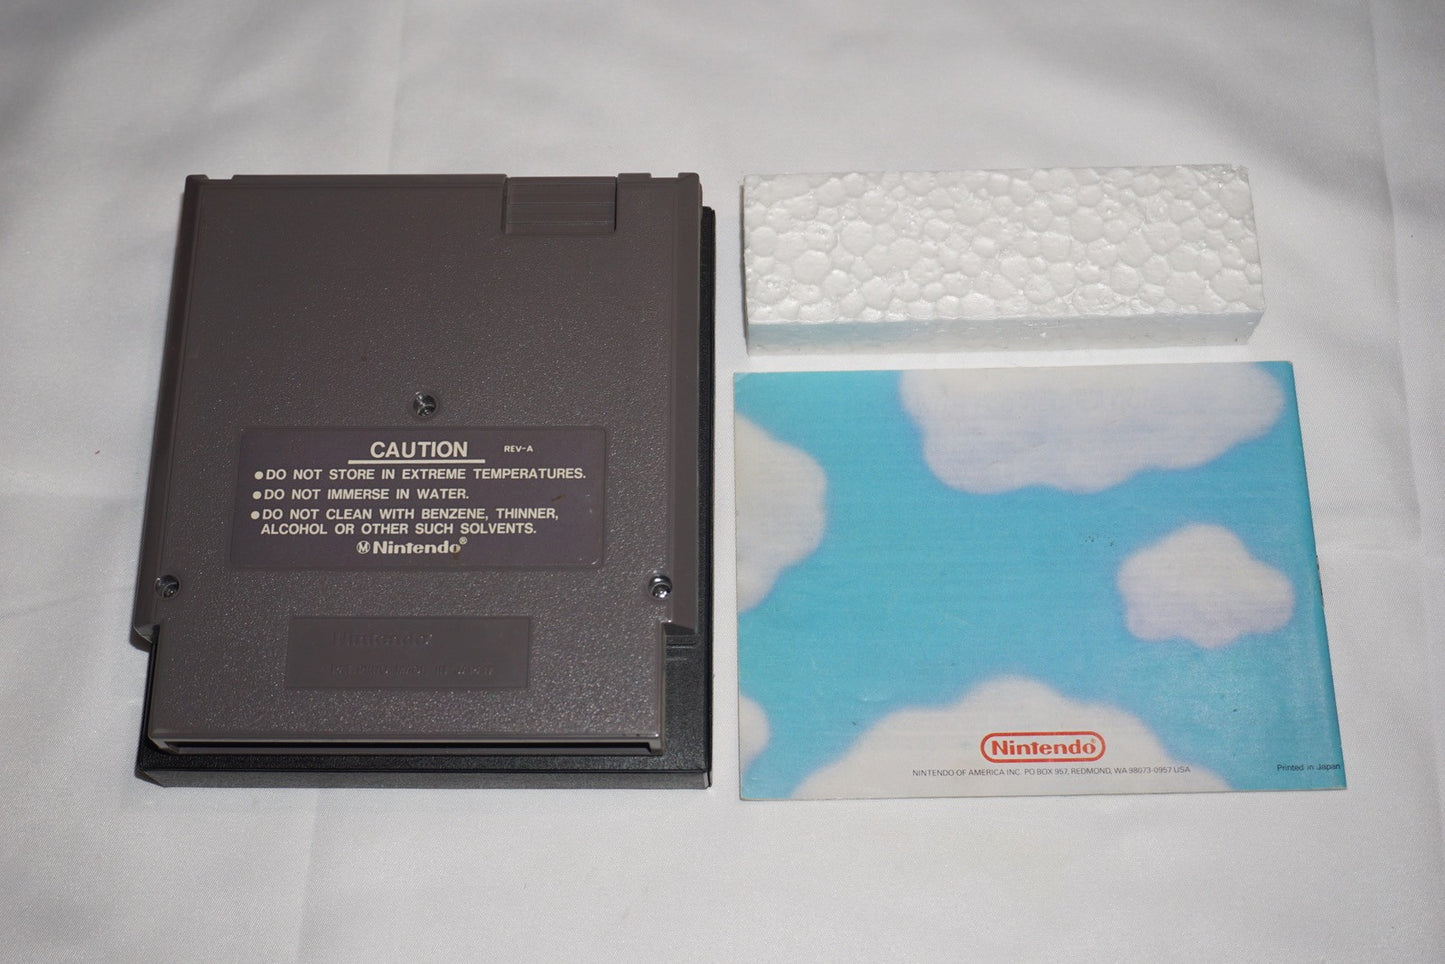 CAUTION REV-A
●DO NOT STORE IN EXTREME TEMPERATURES.
●DO NOT IMMERSE IN WATER.
●DO NOT CLEAN WITH BENZENE, THINNER,
ALCOHOL OR OTHER SUCH SOLVENTS.
Ⓜ Nintendo®
Nintendo®
Nintendo®
NINTENDO OF AMERICA INC. PO BOX 957, REDMOND, WA 98073-0957 USA
Printed in Japan